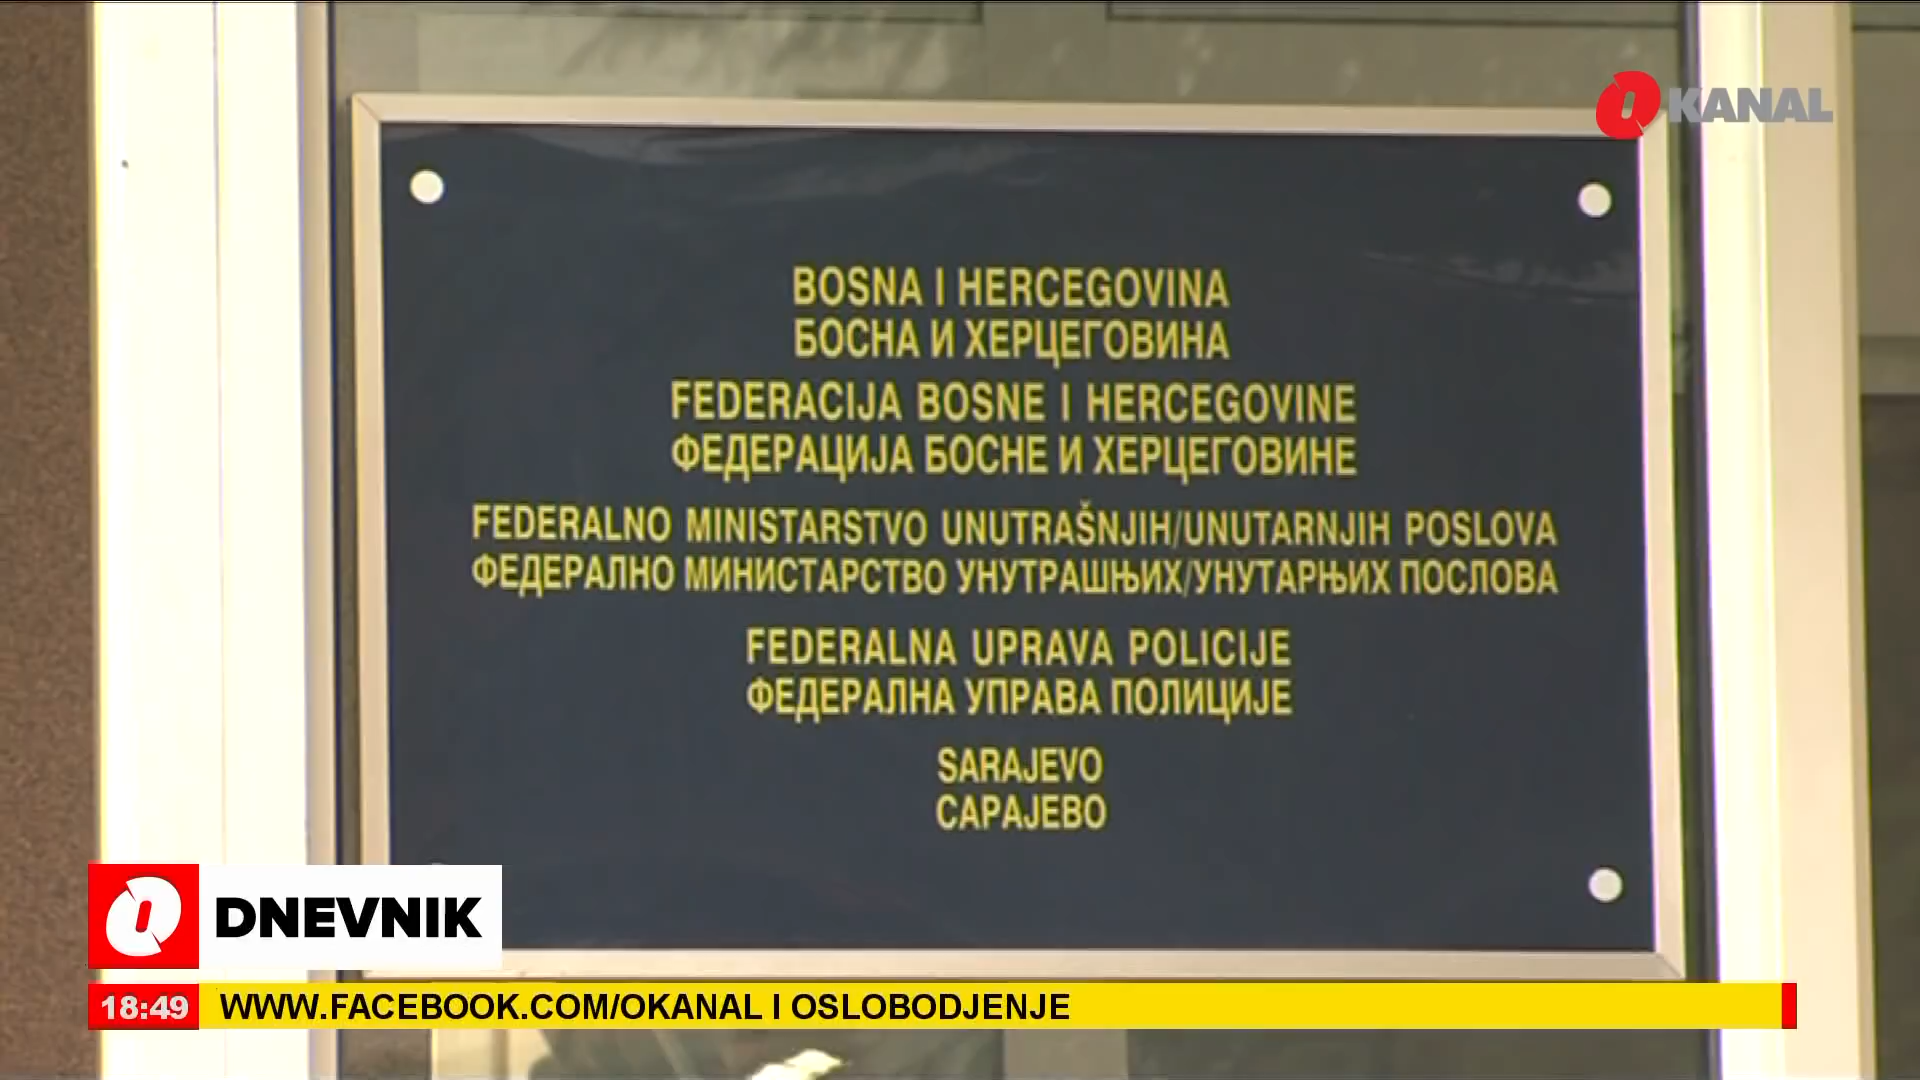 O KANAL
BOSNA I HERCEGOVINA
БОСНА И ХЕРЦЕГОВИНА
FEDERACIJA BOSNE I HERCEGOVINE
ФЕДЕРАЦИЈА БОСНЕ И ХЕРЦЕГОВИНЕ
FEDERALNO MINISTARSTVO UNUTRAŠNJIH/UNUTARNJIH POSLOVA
ФЕДЕРАЛНО МИНИСТАРСТВО УНУТРАШЊИХ/УНУТАРЊИХ ПОСЛОВА
FEDERALNA UPRAVA POLICIJE
ФЕДЕРАЛНА УПРАВА ПОЛИЦИЈЕ
SARAJEVO
САРАЈЕВО
O DNEVNIK
18:49 WWW.FACEBOOK.COM/OKANAL I OSLOBODJENJE